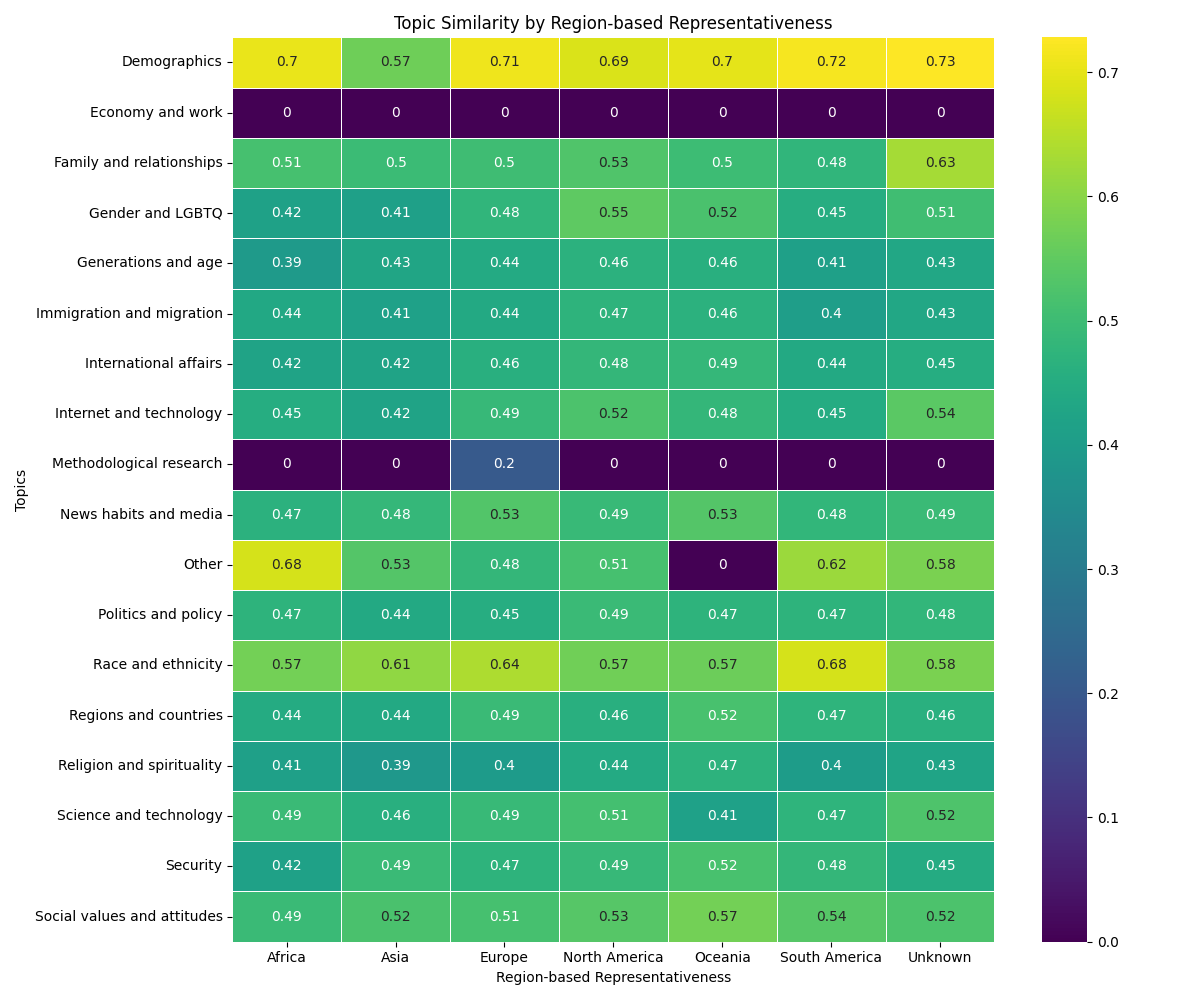 Topic Similarity by Region-based Representativeness
Demographics 0.7 0.57 0.71 0.69 0.7 0.72 0.73
Economy and work 0 0 0 0 0 0 0
Family and relationships 0.51 0.5 0.5 0.53 0.5 0.48 0.63
Gender and LGBTQ 0.42 0.41 0.48 0.55 0.52 0.45 0.51
Generations and age 0.39 0.43 0.44 0.46 0.46 0.41 0.43
Immigration and migration 0.44 0.41 0.44 0.47 0.46 0.4 0.43
International affairs 0.42 0.42 0.46 0.48 0.49 0.44 0.45
Internet and technology 0.45 0.42 0.49 0.52 0.48 0.45 0.54
Methodological research 0 0 0.2 0 0 0 0
News habits and media 0.47 0.48 0.53 0.49 0.53 0.48 0.49
Other 0.68 0.53 0.48 0.51 0 0.62 0.58
Politics and policy 0.47 0.44 0.45 0.49 0.47 0.47 0.48
Race and ethnicity 0.57 0.61 0.64 0.57 0.57 0.68 0.58
Regions and countries 0.44 0.44 0.49 0.46 0.52 0.47 0.46
Religion and spirituality 0.41 0.39 0.4 0.44 0.47 0.4 0.43
Science and technology 0.49 0.46 0.49 0.51 0.41 0.47 0.52
Security 0.42 0.49 0.47 0.49 0.52 0.48 0.45
Social values and attitudes 0.49 0.52 0.51 0.53 0.57 0.54 0.52
Africa Asia Europe North America Oceania South America Unknown
Region-based Representativeness
Topics
0.7
0.6
0.5
0.4
0.3
0.2
0.1
0.0